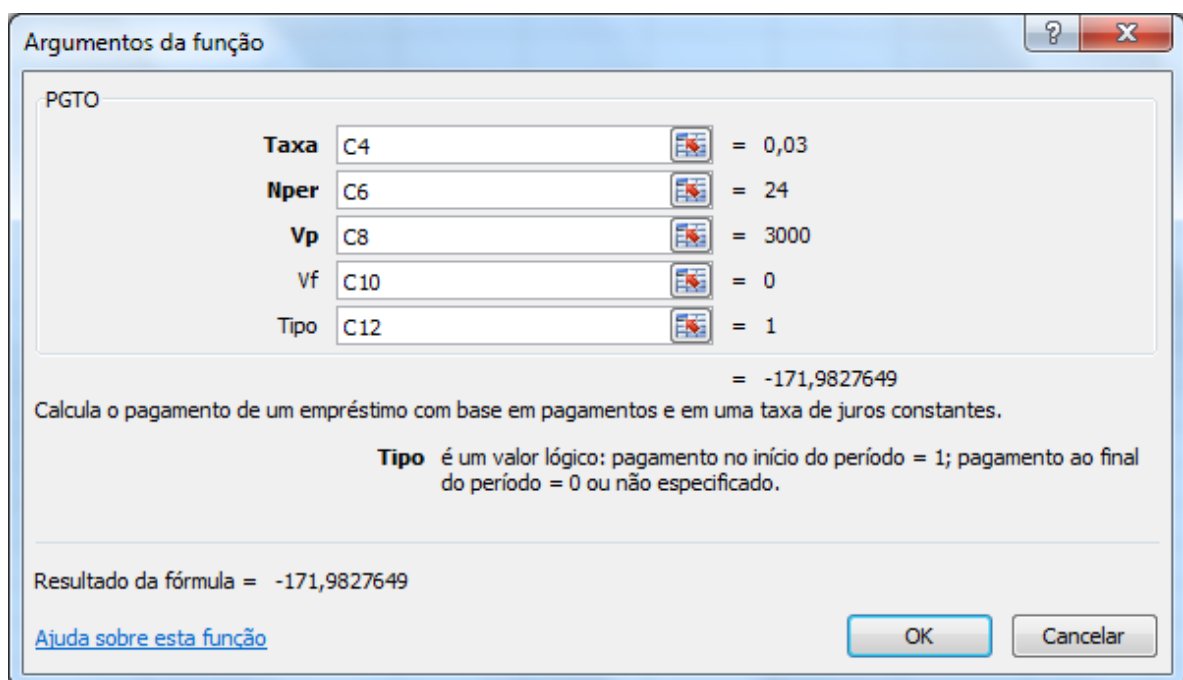 Argumentos da função
PGTO
Taxa C4 = 0,03
Nper C6 = 24
Vp C8 = 3000
Vf C10 = 0
Tipo C12 = 1
= -171,9827649
Calcula o pagamento de um empréstimo com base em pagamentos e em uma taxa de juros constantes.
Tipo é um valor lógico: pagamento no início do período = 1; pagamento ao final
do período = 0 ou não especificado.
Resultado da fórmula = -171,9827649
Ajuda sobre esta função OK Cancelar